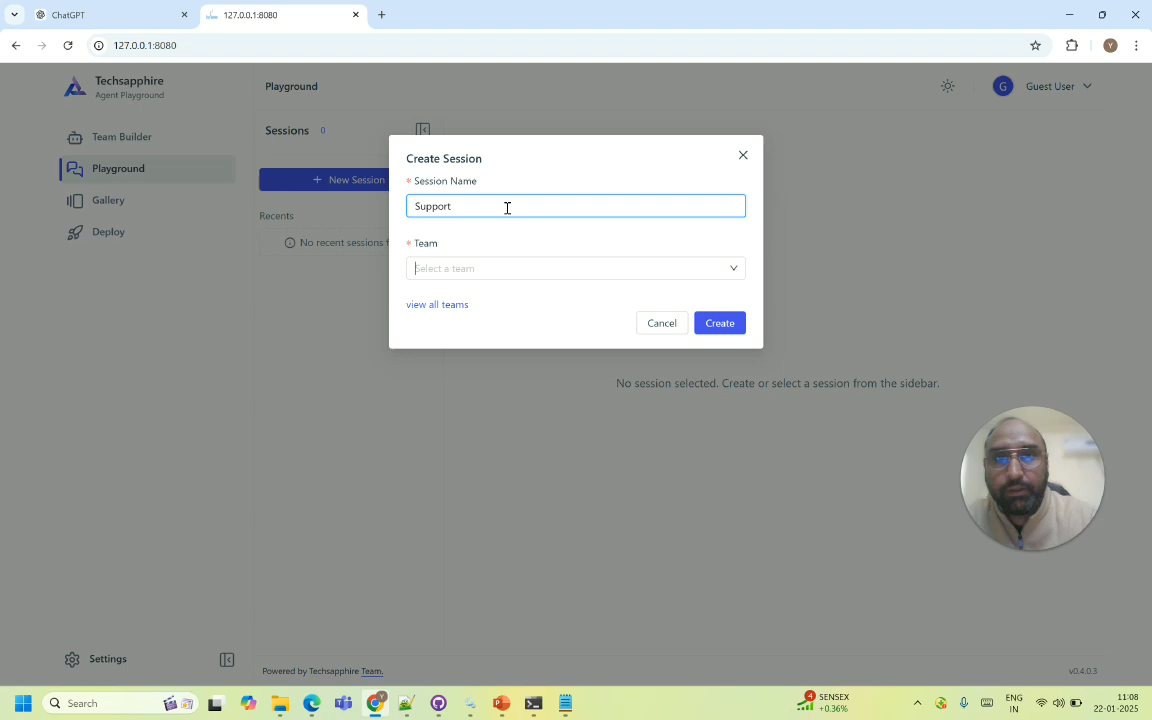 ChatGPT
127.0.0.1:8080
127.0.0.1:8080
Y
Techsapphire
Agent Playground
Playground
G
Guest User
Team Builder
Playground
Gallery
Deploy
Sessions 0
+ New Session
Recents
No recent sessions f
Create Session
* Session Name
Support
* Team
Select a team
view all teams
Cancel
Create
No session selected. Create or select a session from the sidebar.
Settings
Powered by Techsapphire Team.
v0.4.0.3
Search
4
SENSEX
+0.36%
ENG
IN
11:08
22-01-2025